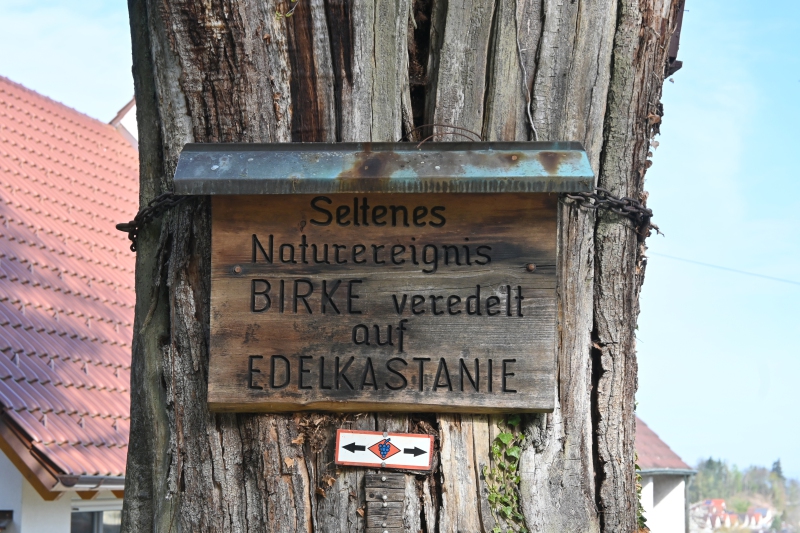 Seltenes
Naturereignis
BIRKE veredelt
auf
EDELKASTANIE